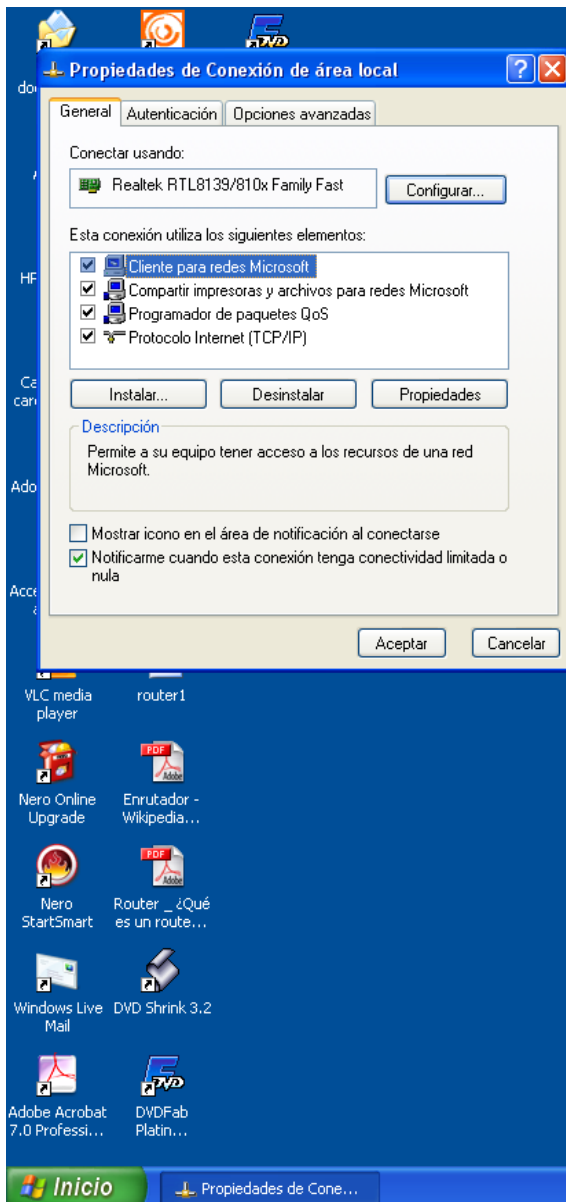 Propiedades de Conexión de área local
General
Autenticación
Opciones avanzadas
Conectar usando:
Realtek RTL8139/810x Family Fast
Configurar...
Esta conexión utiliza los siguientes elementos:
Cliente para redes Microsoft
Compartir impresoras y archivos para redes Microsoft
Programador de paquetes QoS
Protocolo Internet (TCP/IP)
Instalar...
Desinstalar
Propiedades
Descripción
Permite a su equipo tener acceso a los recursos de una red
Microsoft.
Mostrar icono en el área de notificación al conectarse
Notificarme cuando esta conexión tenga conectividad limitada o
nula
Aceptar
Cancelar
VLC media
player
router1
Nero Online
Upgrade
Enrutador -
Wikipedia...
Nero
StartSmart
Router _ ¿Qué
es un route...
Windows Live
Mail
DVD Shrink 3.2
Adobe Acrobat
7.0 Professi...
DVDFab
Platin...
Inicio
Propiedades de Cone...